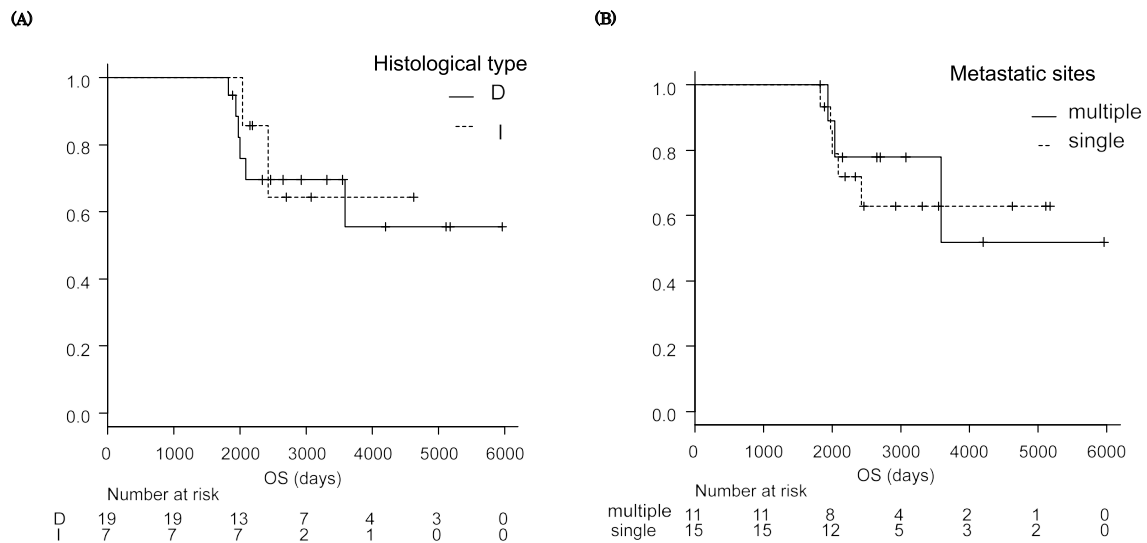 (A)
Histological type
D
I
1.0
0.8
0.6
0.4
0.2
0.0
0 1000 2000 3000 4000 5000 6000
OS (days)
Number at risk
D 19 19 13 7 4 3 0
I 7 7 7 2 1 0 0
(B)
Metastatic sites
multiple
single
1.0
0.8
0.6
0.4
0.2
0.0
0 1000 2000 3000 4000 5000 6000
OS (days)
Number at risk
multiple 11 11 8 4 2 1 0
single 15 15 12 5 3 2 0